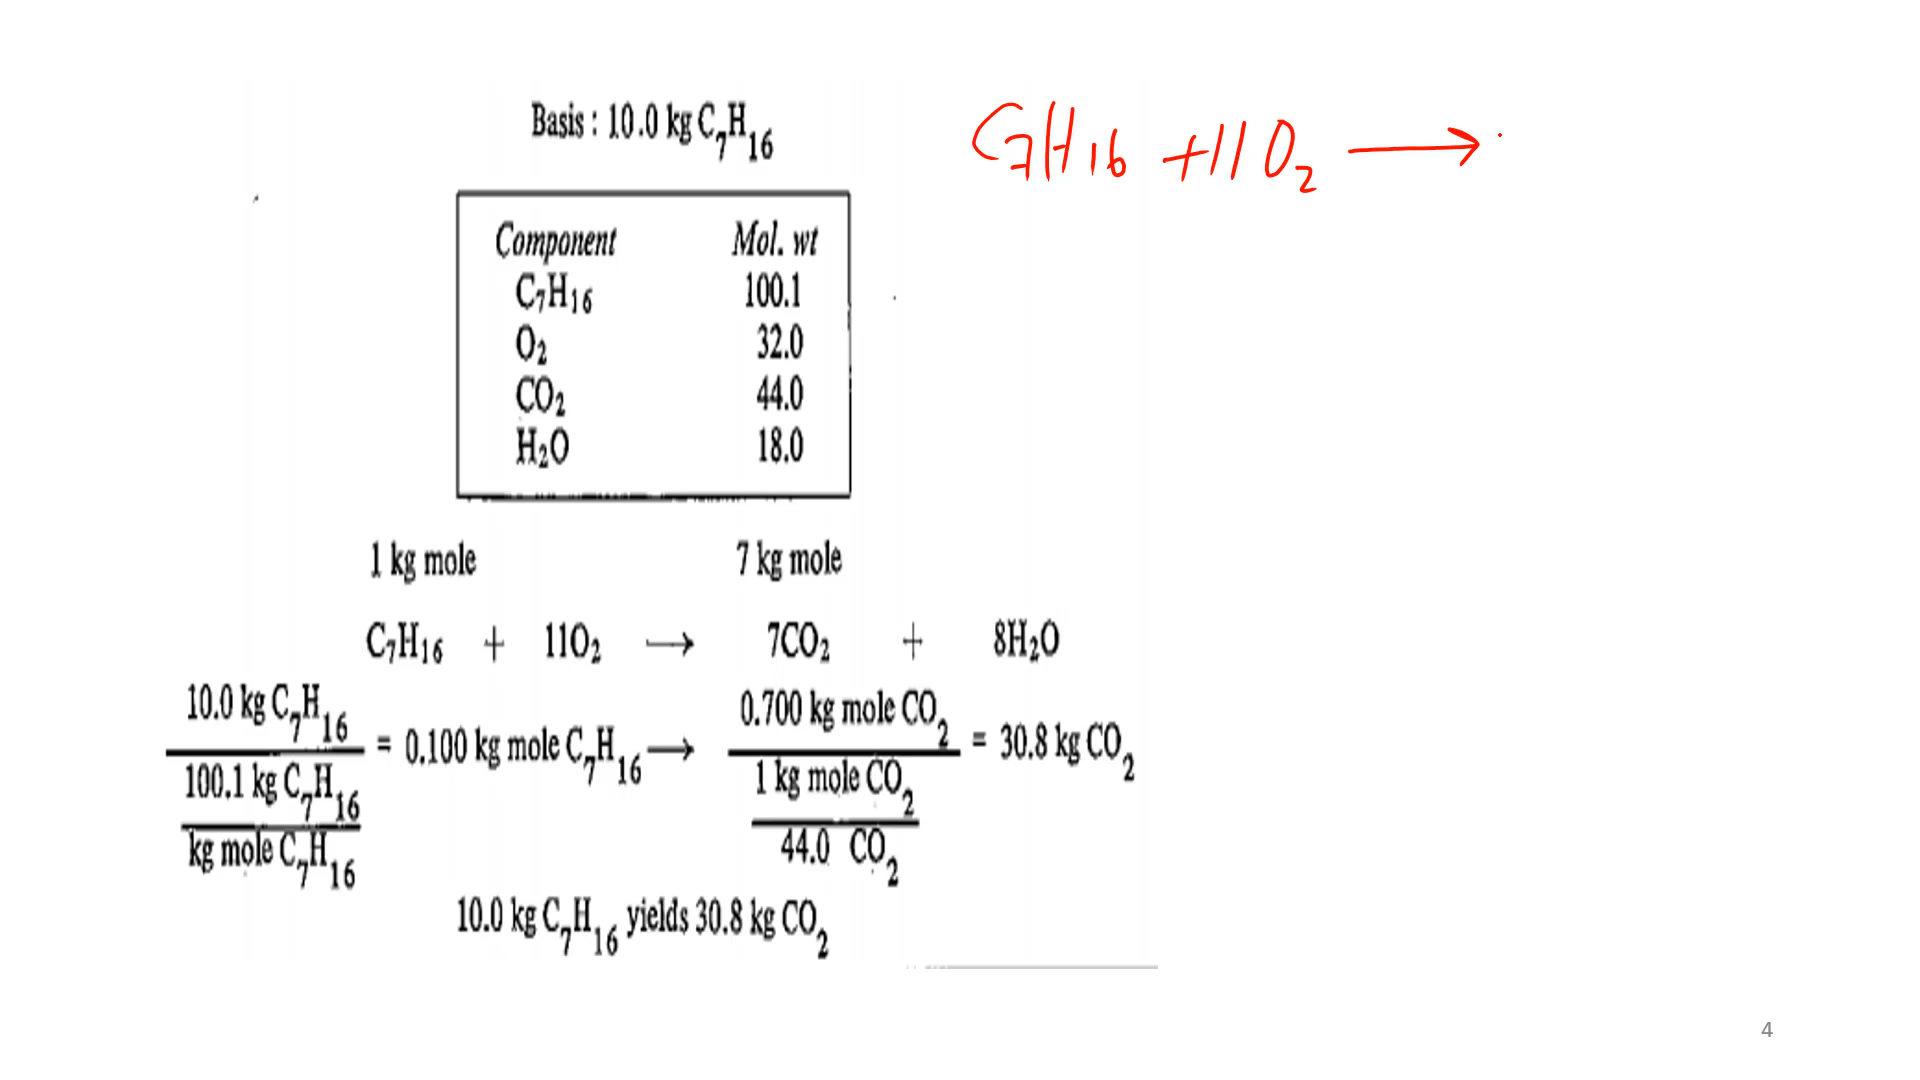 Basis : 10.0 kg C₇H₁₆
C₇H₁₆ + 11O₂ ⟶
Component Mol. wt
C₇H₁₆ 100.1
O₂ 32.0
CO₂ 44.0
H₂O 18.0
1 kg mole 7 kg mole
C₇H₁₆ + 11O₂ ⟶ 7CO₂ + 8H₂O
10.0 kg C₇H₁₆
100.1 kg C₇H₁₆
kg mole C₇H₁₆
= 0.100 kg mole C₇H₁₆ ⟶
0.700 kg mole CO₂
1 kg mole CO₂
44.0 CO₂
= 30.8 kg CO₂
10.0 kg C₇H₁₆ yields 30.8 kg CO₂
4